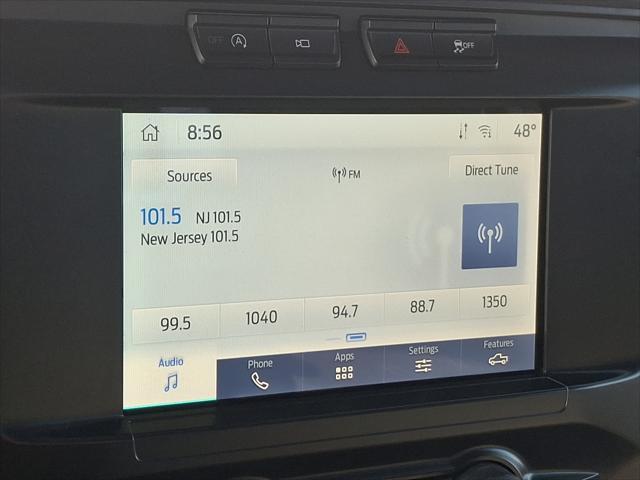 OFF A
OFF
8:56 48°
Sources FM Direct Tune
101.5 NJ 101.5
New Jersey 101.5
99.5 1040 94.7 88.7 1350
Audio Phone Apps Settings Features